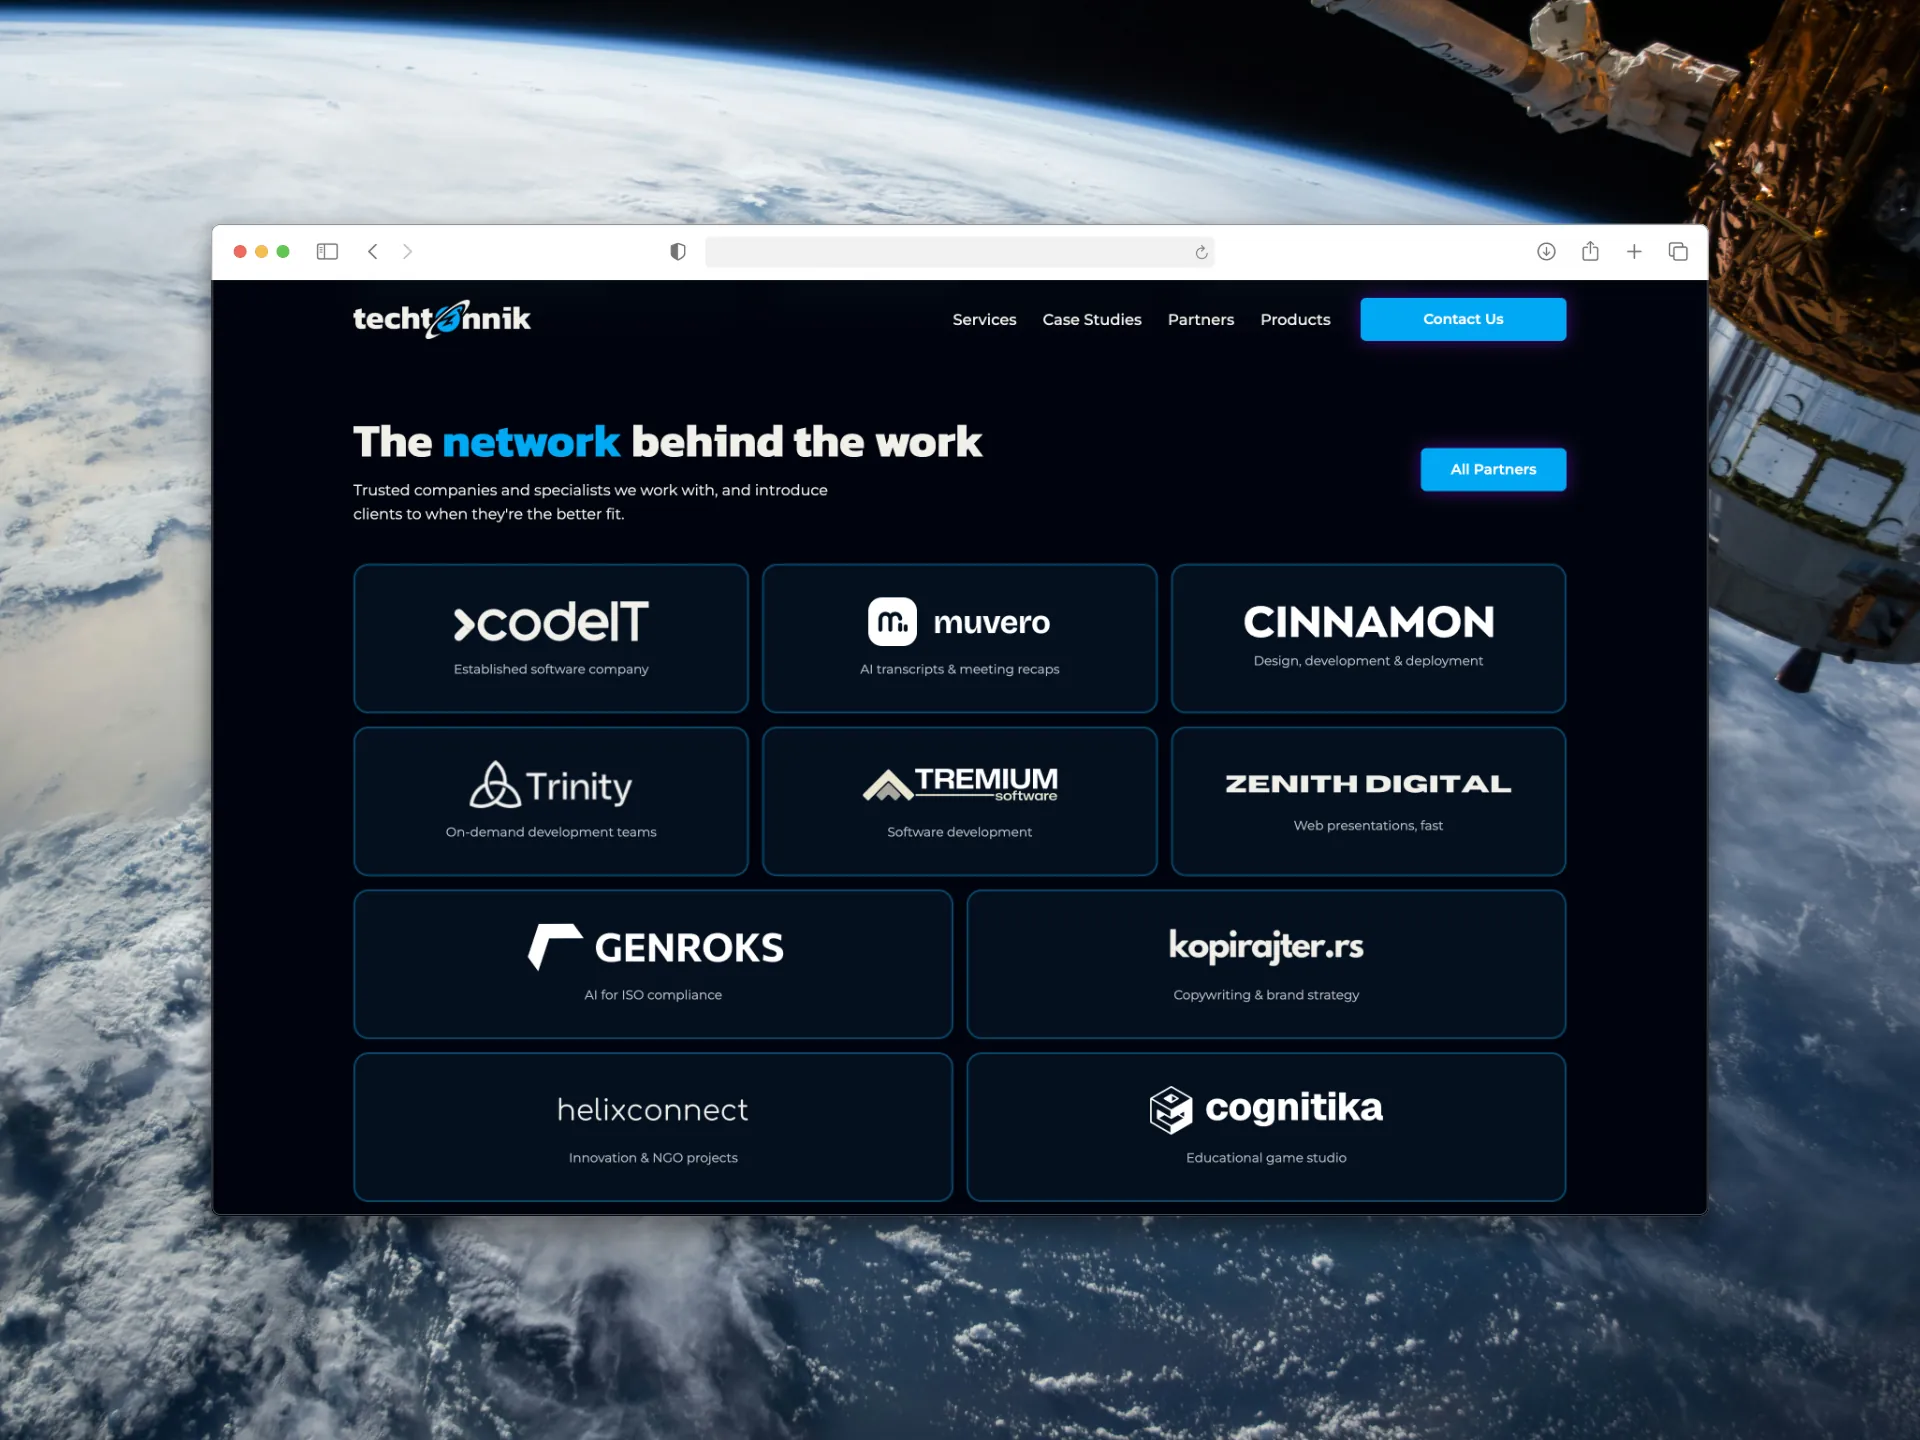 techtonnik
Services
Case Studies
Partners
Products
Contact Us
The network behind the work
All Partners
Trusted companies and specialists we work with, and introduce
clients to when they're the better fit.
codeIT
Established software company
m.
muvero
AI transcripts & meeting recaps
CINNAMON
Design, development & deployment
Trinity
On-demand development teams
TREMIUM
software
Software development
ZENITH DIGITAL
Web presentations, fast
GENROKS
AI for ISO compliance
kopirajter.rs
Copywriting & brand strategy
helixconnect
Innovation & NGO projects
cognitika
Educational game studio